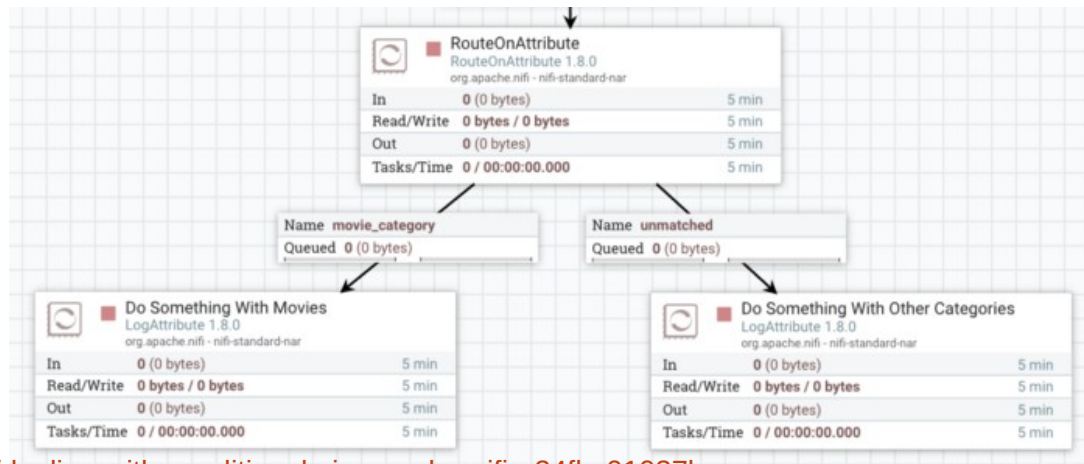 RouteOnAttribute
RouteOnAttribute 1.8.0
org.apache.nifi - nifi-standard-nar
In 0 (0 bytes) 5 min
Read/Write 0 bytes / 0 bytes 5 min
Out 0 (0 bytes) 5 min
Tasks/Time 0 / 00:00:00.000 5 min
Name movie_category
Queued 0 (0 bytes)
Name unmatched
Queued 0 (0 bytes)
Do Something With Movies
LogAttribute 1.8.0
org.apache.nifi - nifi-standard-nar
In 0 (0 bytes) 5 min
Read/Write 0 bytes / 0 bytes 5 min
Out 0 (0 bytes) 5 min
Tasks/Time 0 / 00:00:00.000 5 min
Do Something With Other Categories
LogAttribute 1.8.0
org.apache.nifi - nifi-standard-nar
In 0 (0 bytes) 5 min
Read/Write 0 bytes / 0 bytes 5 min
Out 0 (0 bytes) 5 min
Tasks/Time 0 / 00:00:00.000 5 min